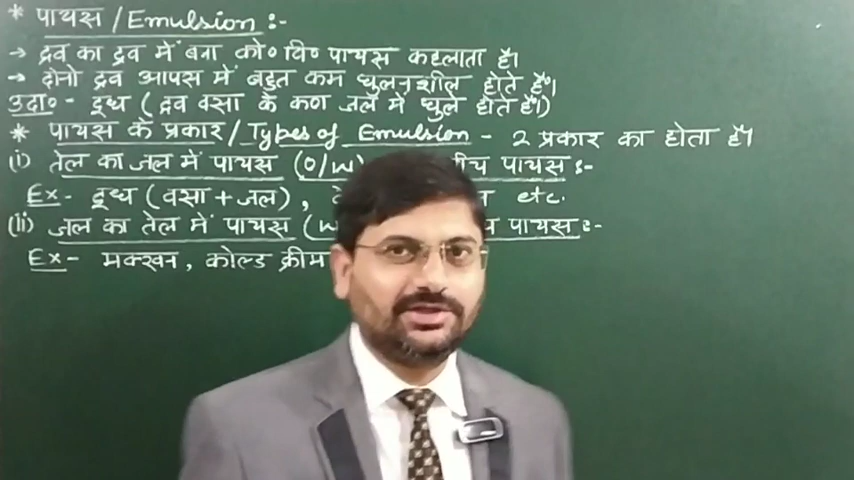 * पायस / Emulsion :-
→ द्रव का द्रव में बना को० वि० पायस कहलाता है।
→ दोनो द्रव आपस में बहुत कम घुलनशील होते हैं।
उदा० - दूध ( द्रव वसा के कण जल में घुले होते हैं।)
* पायस के प्रकार / Types of Emulsion - 2 प्रकार का होता है।
(i) तेल का जल में पायस (O/W) पायस :-
Ex - दूध (वसा + जल), etc.
(ii) जल का तेल में पायस (W पायस :-
Ex - मक्खन, कोल्ड क्रीम